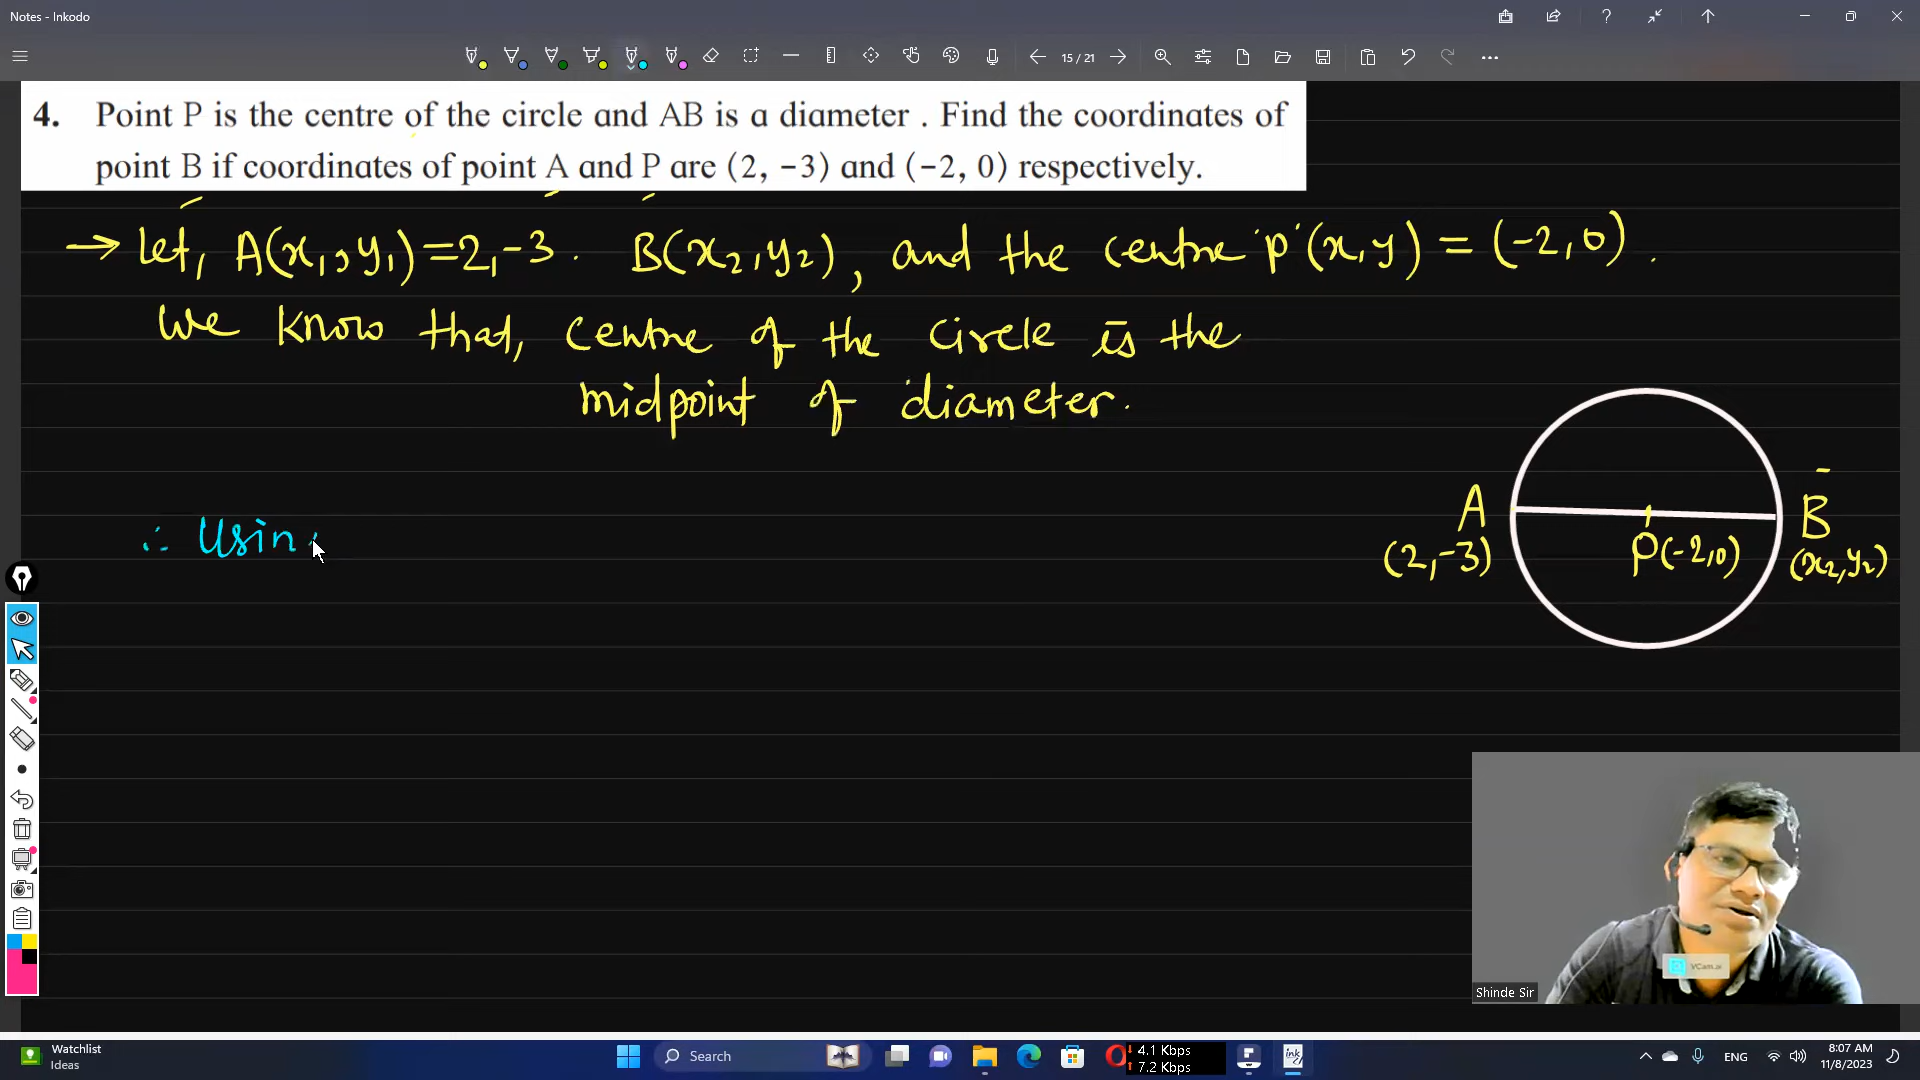 Notes - Inkodo
15 / 21
4. Point P is the centre of the circle and AB is a diameter . Find the coordinates of
point B if coordinates of point A and P are (2, −3) and (−2, 0) respectively.
→ Let, A(x₁, y₁) = 2, -3 . B(x₂, y₂), and the centre 'p' (x, y) = (-2, 0) .
We know that, centre of the circle is the
midpoint of diameter.
∴ Usin
A
(2, -3)
P(-2,0)
B
(x₂, y₂)
VCam.ai
Shinde Sir
Watchlist
Ideas
Search
4.1 Kbps
7.2 Kbps
ink
ENG
8:07 AM
11/8/2023